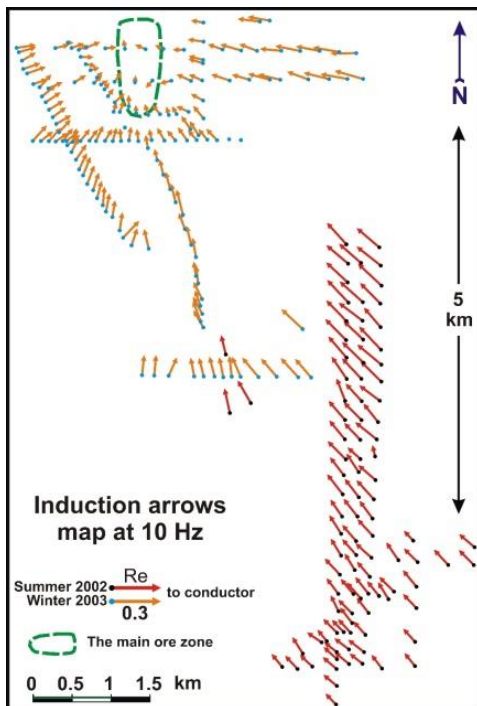 N̂
5
km
Induction arrows
map at 10 Hz
Re
Summer 2002
to conductor
Winter 2003
0.3
The main ore zone
0 0.5 1 1.5 km